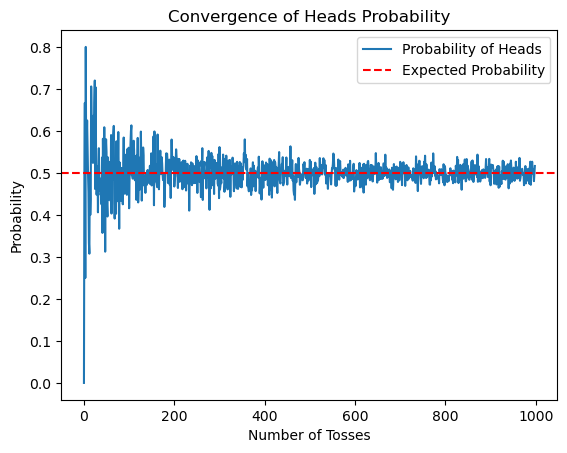 Convergence of Heads Probability
Probability of Heads
Expected Probability
0.8
0.7
0.6
0.5
0.4
0.3
0.2
0.1
0.0
Probability
0 200 400 600 800 1000
Number of Tosses